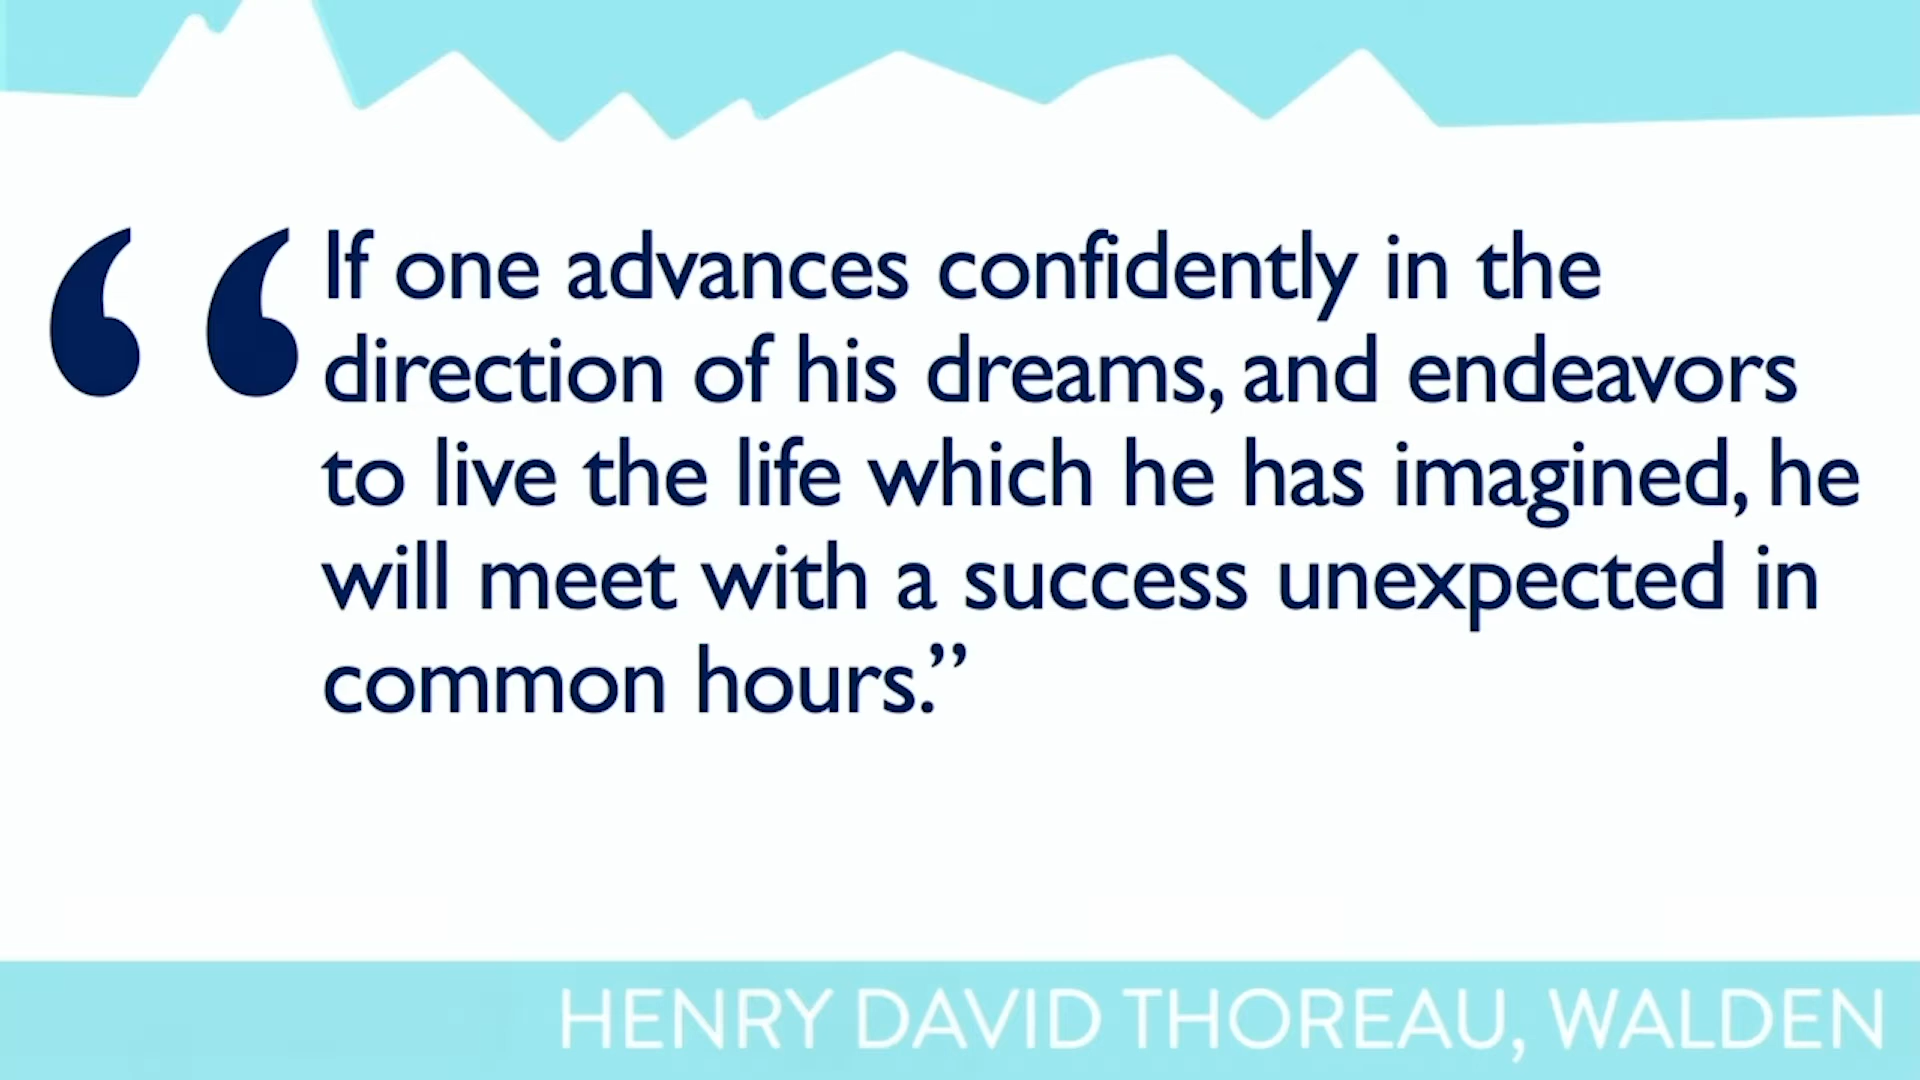 “If one advances confidently in the
direction of his dreams, and endeavors
to live the life which he has imagined, he
will meet with a success unexpected in
common hours.”
HENRY DAVID THOREAU, WALDEN